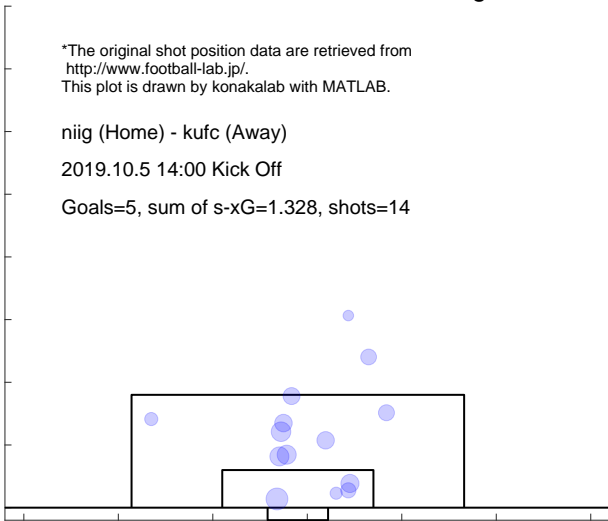 *The original shot position data are retrieved from
http://www.football-lab.jp/.
This plot is drawn by konakalab with MATLAB.
niig (Home) - kufc (Away)
2019.10.5 14:00 Kick Off
Goals=5, sum of s-xG=1.328, shots=14